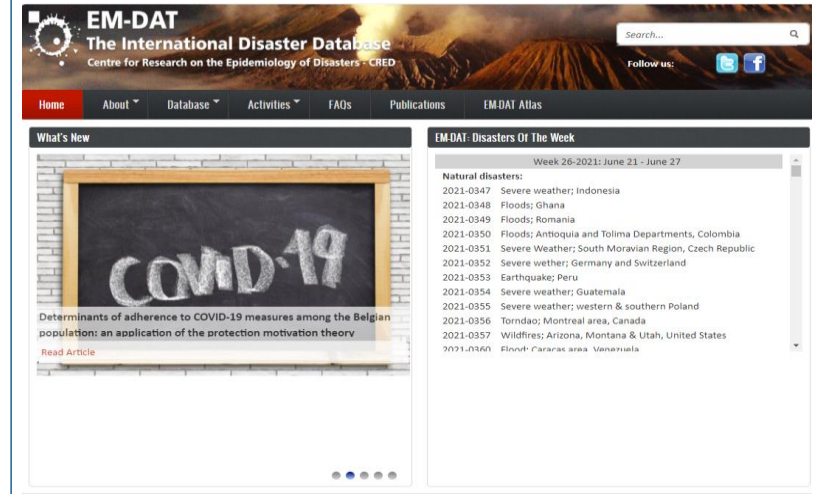 EM-DAT
The International Disaster Database
Centre for Research on the Epidemiology of Disasters - CRED
Search...
Follow us:
Home About Database Activities FAQs Publications EM-DAT Atlas
What's New
COVID-19
Determinants of adherence to COVID-19 measures among the Belgian
population: an application of the protection motivation theory
Read Article
EM-DAT: Disasters Of The Week
Week 26-2021: June 21 - June 27
Natural disasters:
2021-0347 Severe weather; Indonesia
2021-0348 Floods; Ghana
2021-0349 Floods; Romania
2021-0350 Floods; Antioquia and Tolima Departments, Colombia
2021-0351 Severe Weather; South Moravian Region, Czech Republic
2021-0352 Severe wether; Germany and Switzerland
2021-0353 Earthquake; Peru
2021-0354 Severe weather; Guatemala
2021-0355 Severe weather; western & southern Poland
2021-0356 Torndao; Montreal area, Canada
2021-0357 Wildfires; Arizona, Montana & Utah, United States
2021-0360 Flood; Caracas area, Venezuela